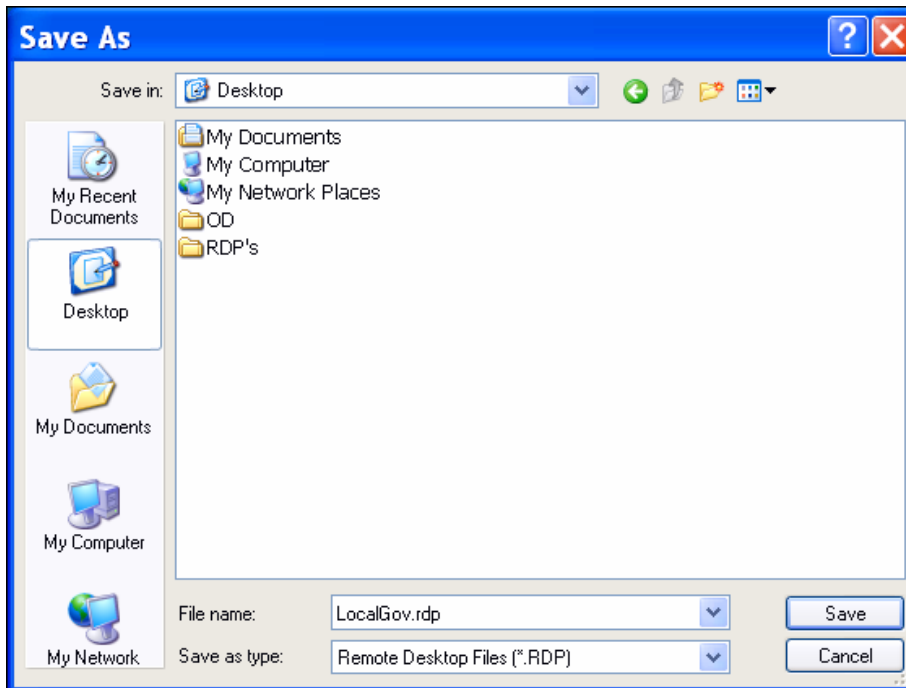 Save As
?
Save in: Desktop
My Documents
My Computer
My Network Places
OD
RDP's
My Recent
Documents
Desktop
My Documents
My Computer
My Network
File name: LocalGov.rdp
Save
Save as type: Remote Desktop Files (*.RDP)
Cancel